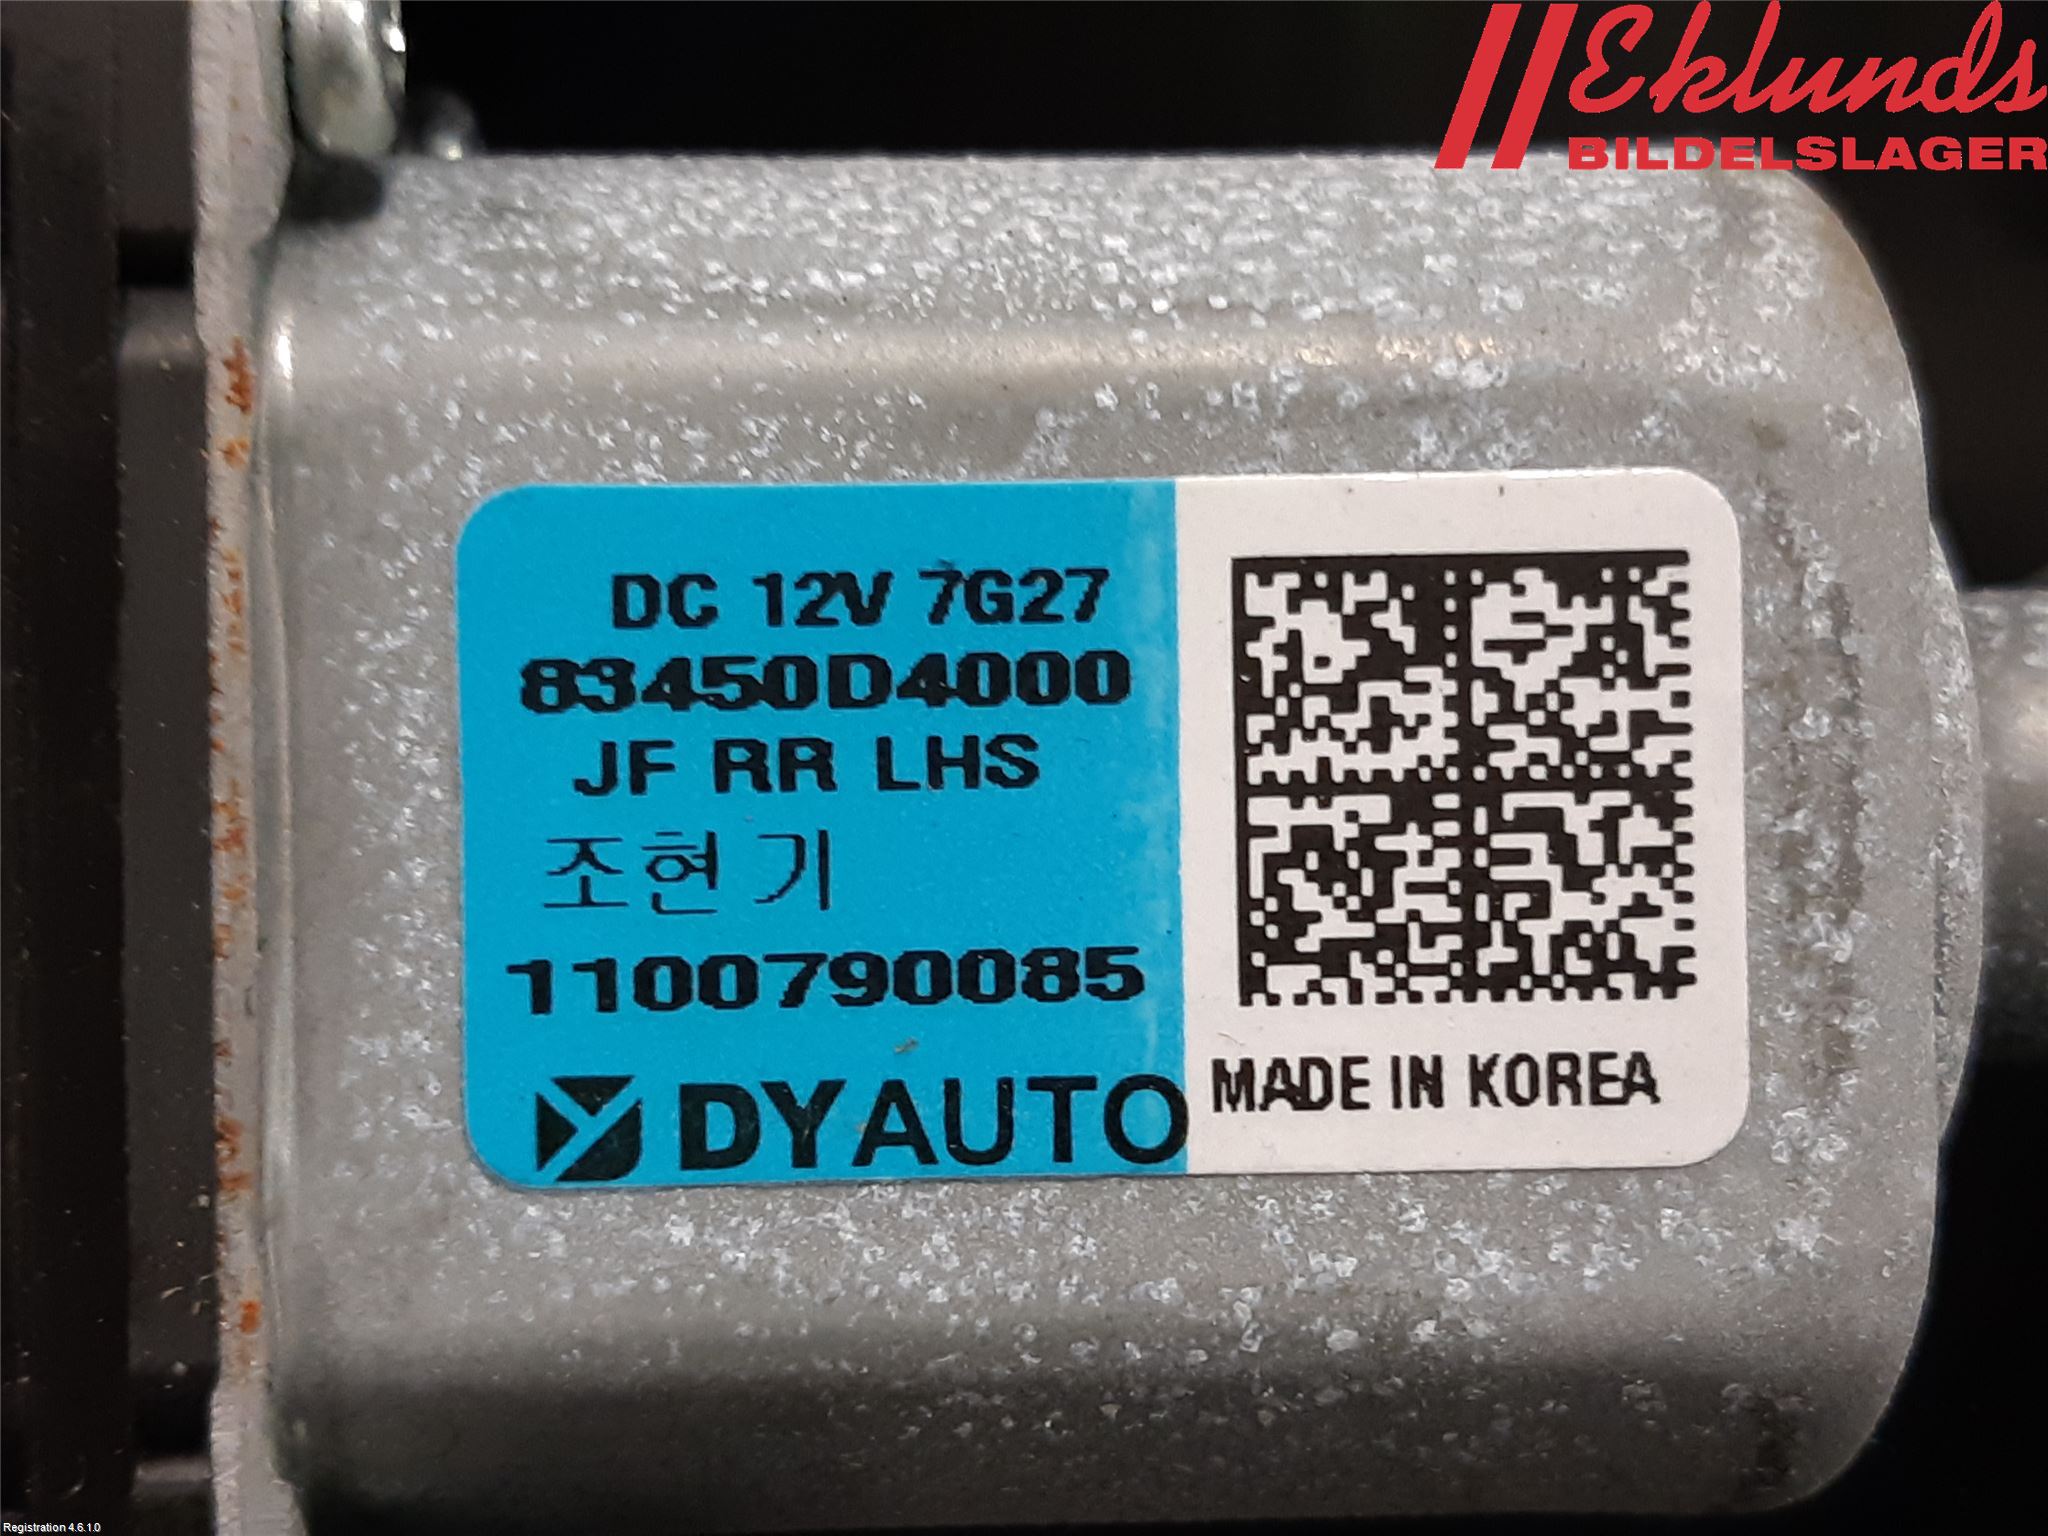 Eklunds
BILDELSLAGER
DC 12V 7G27
83450D4000
JF RR LHS
조현기
1100790085
DYAUTO
MADE IN KOREA
Registration 4.6.1.0